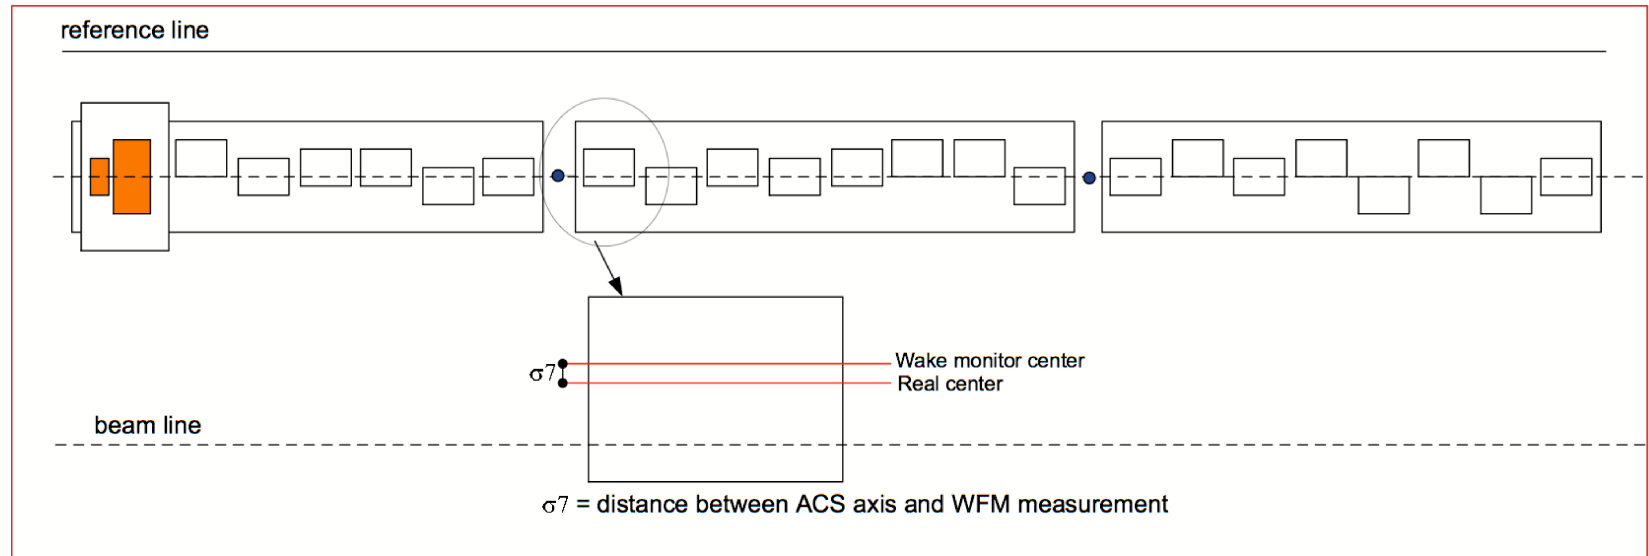 reference line
Wake monitor center
σ7
Real center
beam line
σ7 = distance between ACS axis and WFM measurement